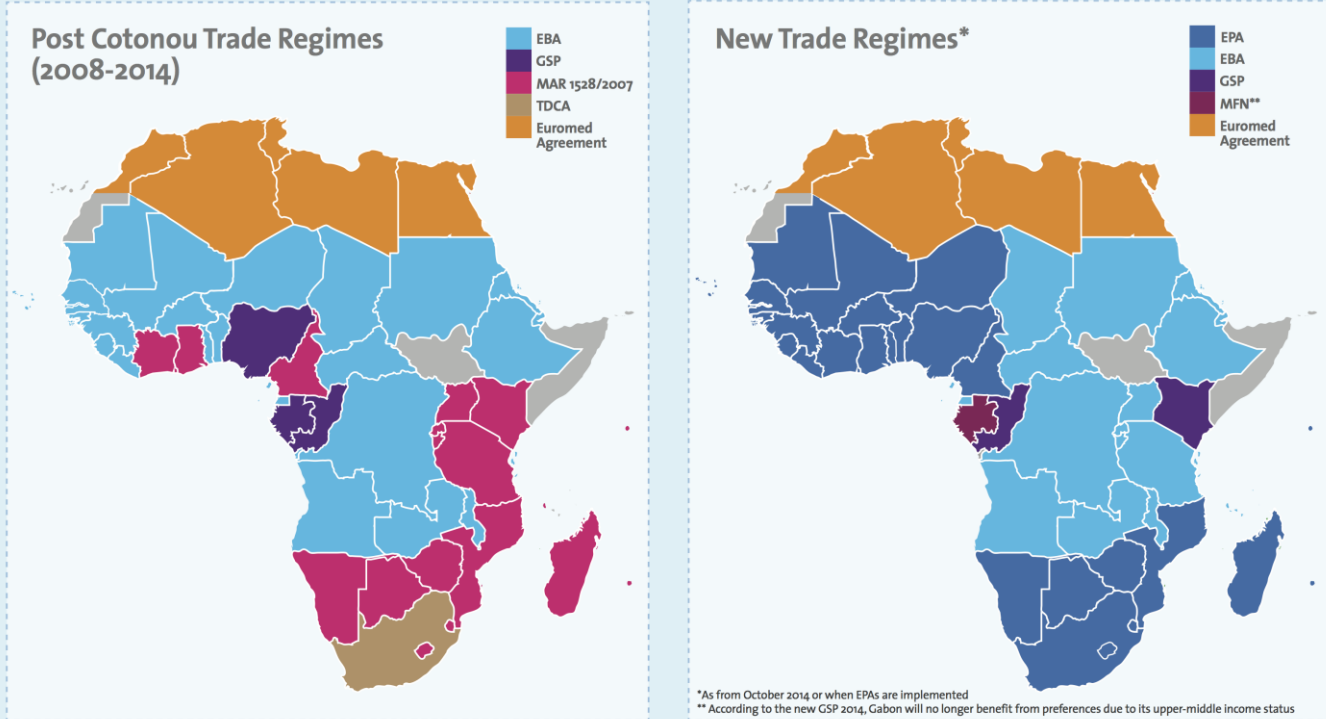 Post Cotonou Trade Regimes
(2008-2014)
EBA
GSP
MAR 1528/2007
TDCA
Euromed
Agreement
New Trade Regimes*
EPA
EBA
GSP
MFN**
Euromed
Agreement
*As from October 2014 or when EPAs are implemented
** According to the new GSP 2014, Gabon will no longer benefit from preferences due to its upper-middle income status